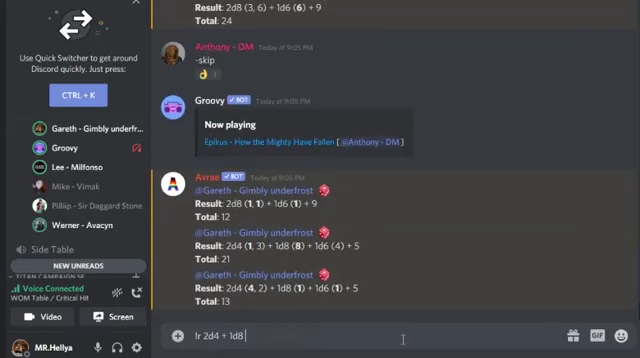 Result: 2d8 (3, 6) + 1d6 (6) + 9
Total: 24
Anthony - DM Today at 9:05 PM
-skip
1
Groovy ✓ BOT Today at 9:05 PM
Now playing
Epikus - How the Mighty Have Fallen [ @Anthony - DM ]
Avrae ✓ BOT Today at 9:05 PM
@Gareth - Gimbly underfrost
Result: 2d8 (1, 1) + 1d6 (1) + 9
Total: 12
@Gareth - Gimbly underfrost
Result: 2d4 (1, 3) + 1d8 (8) + 1d6 (4) + 5
Total: 21
@Gareth - Gimbly underfrost
Result: 2d4 (4, 2) + 1d8 (1) + 1d6 (1) + 5
Total: 13
!r 2d4 + 1d8
GIF
Use Quick Switcher to get around
Discord quickly. Just press:
CTRL + K
Gareth - Gimbly underfr...
Groovy
Lee - Milfonso
Mike - Vimak
Pilliip - Sir Daggard Stone
Werner - Avacyn
Side Table
NEW UNREADS
Voice Connected
WOM Table / Critical Hit
Video
Screen
MR.Hellya